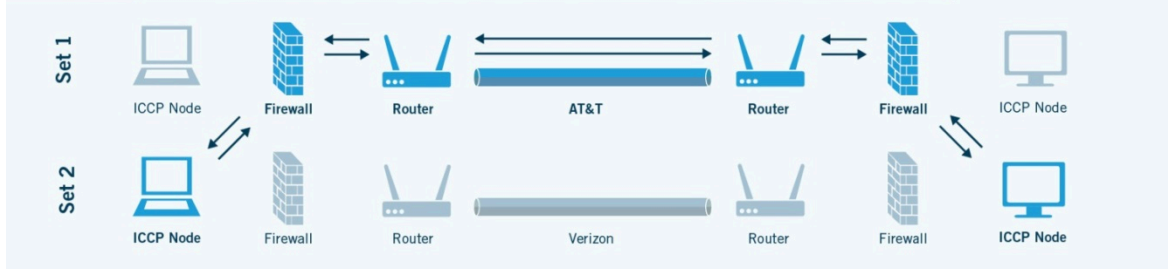 Set 1
ICCP Node
Firewall
Router
AT&T
Router
Firewall
ICCP Node
Set 2
ICCP Node
Firewall
Router
Verizon
Router
Firewall
ICCP Node